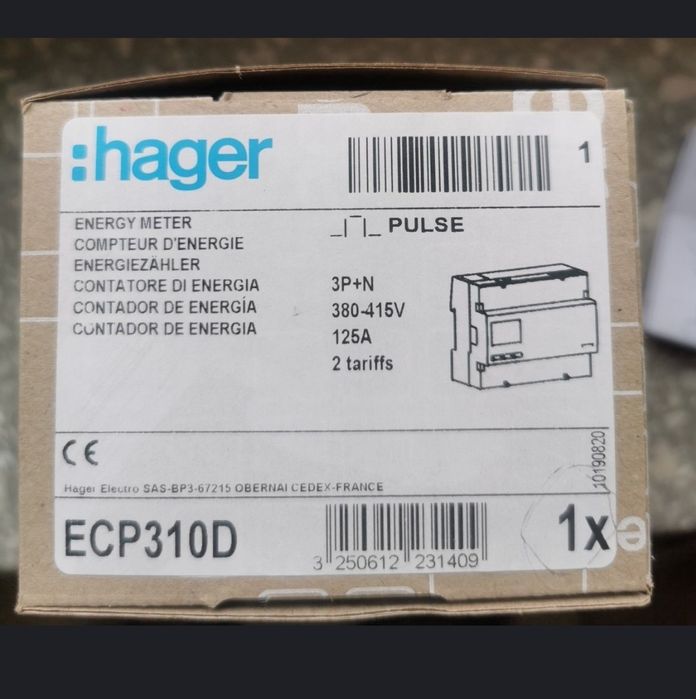 :hager
1
ENERGY METER
COMPTEUR D'ENERGIE
ENERGIEZÄHLER
CONTATORE DI ENERGIA
CONTADOR DE ENERGÍA
CONTADOR DE ENERGIA
PULSE
3P+N
380-415V
125A
2 tariffs
CE
Hager Electro SAS-BP3-67215 OBERNAI CEDEX-FRANCE
10190820
ECP310D
3 250612 231409
1x